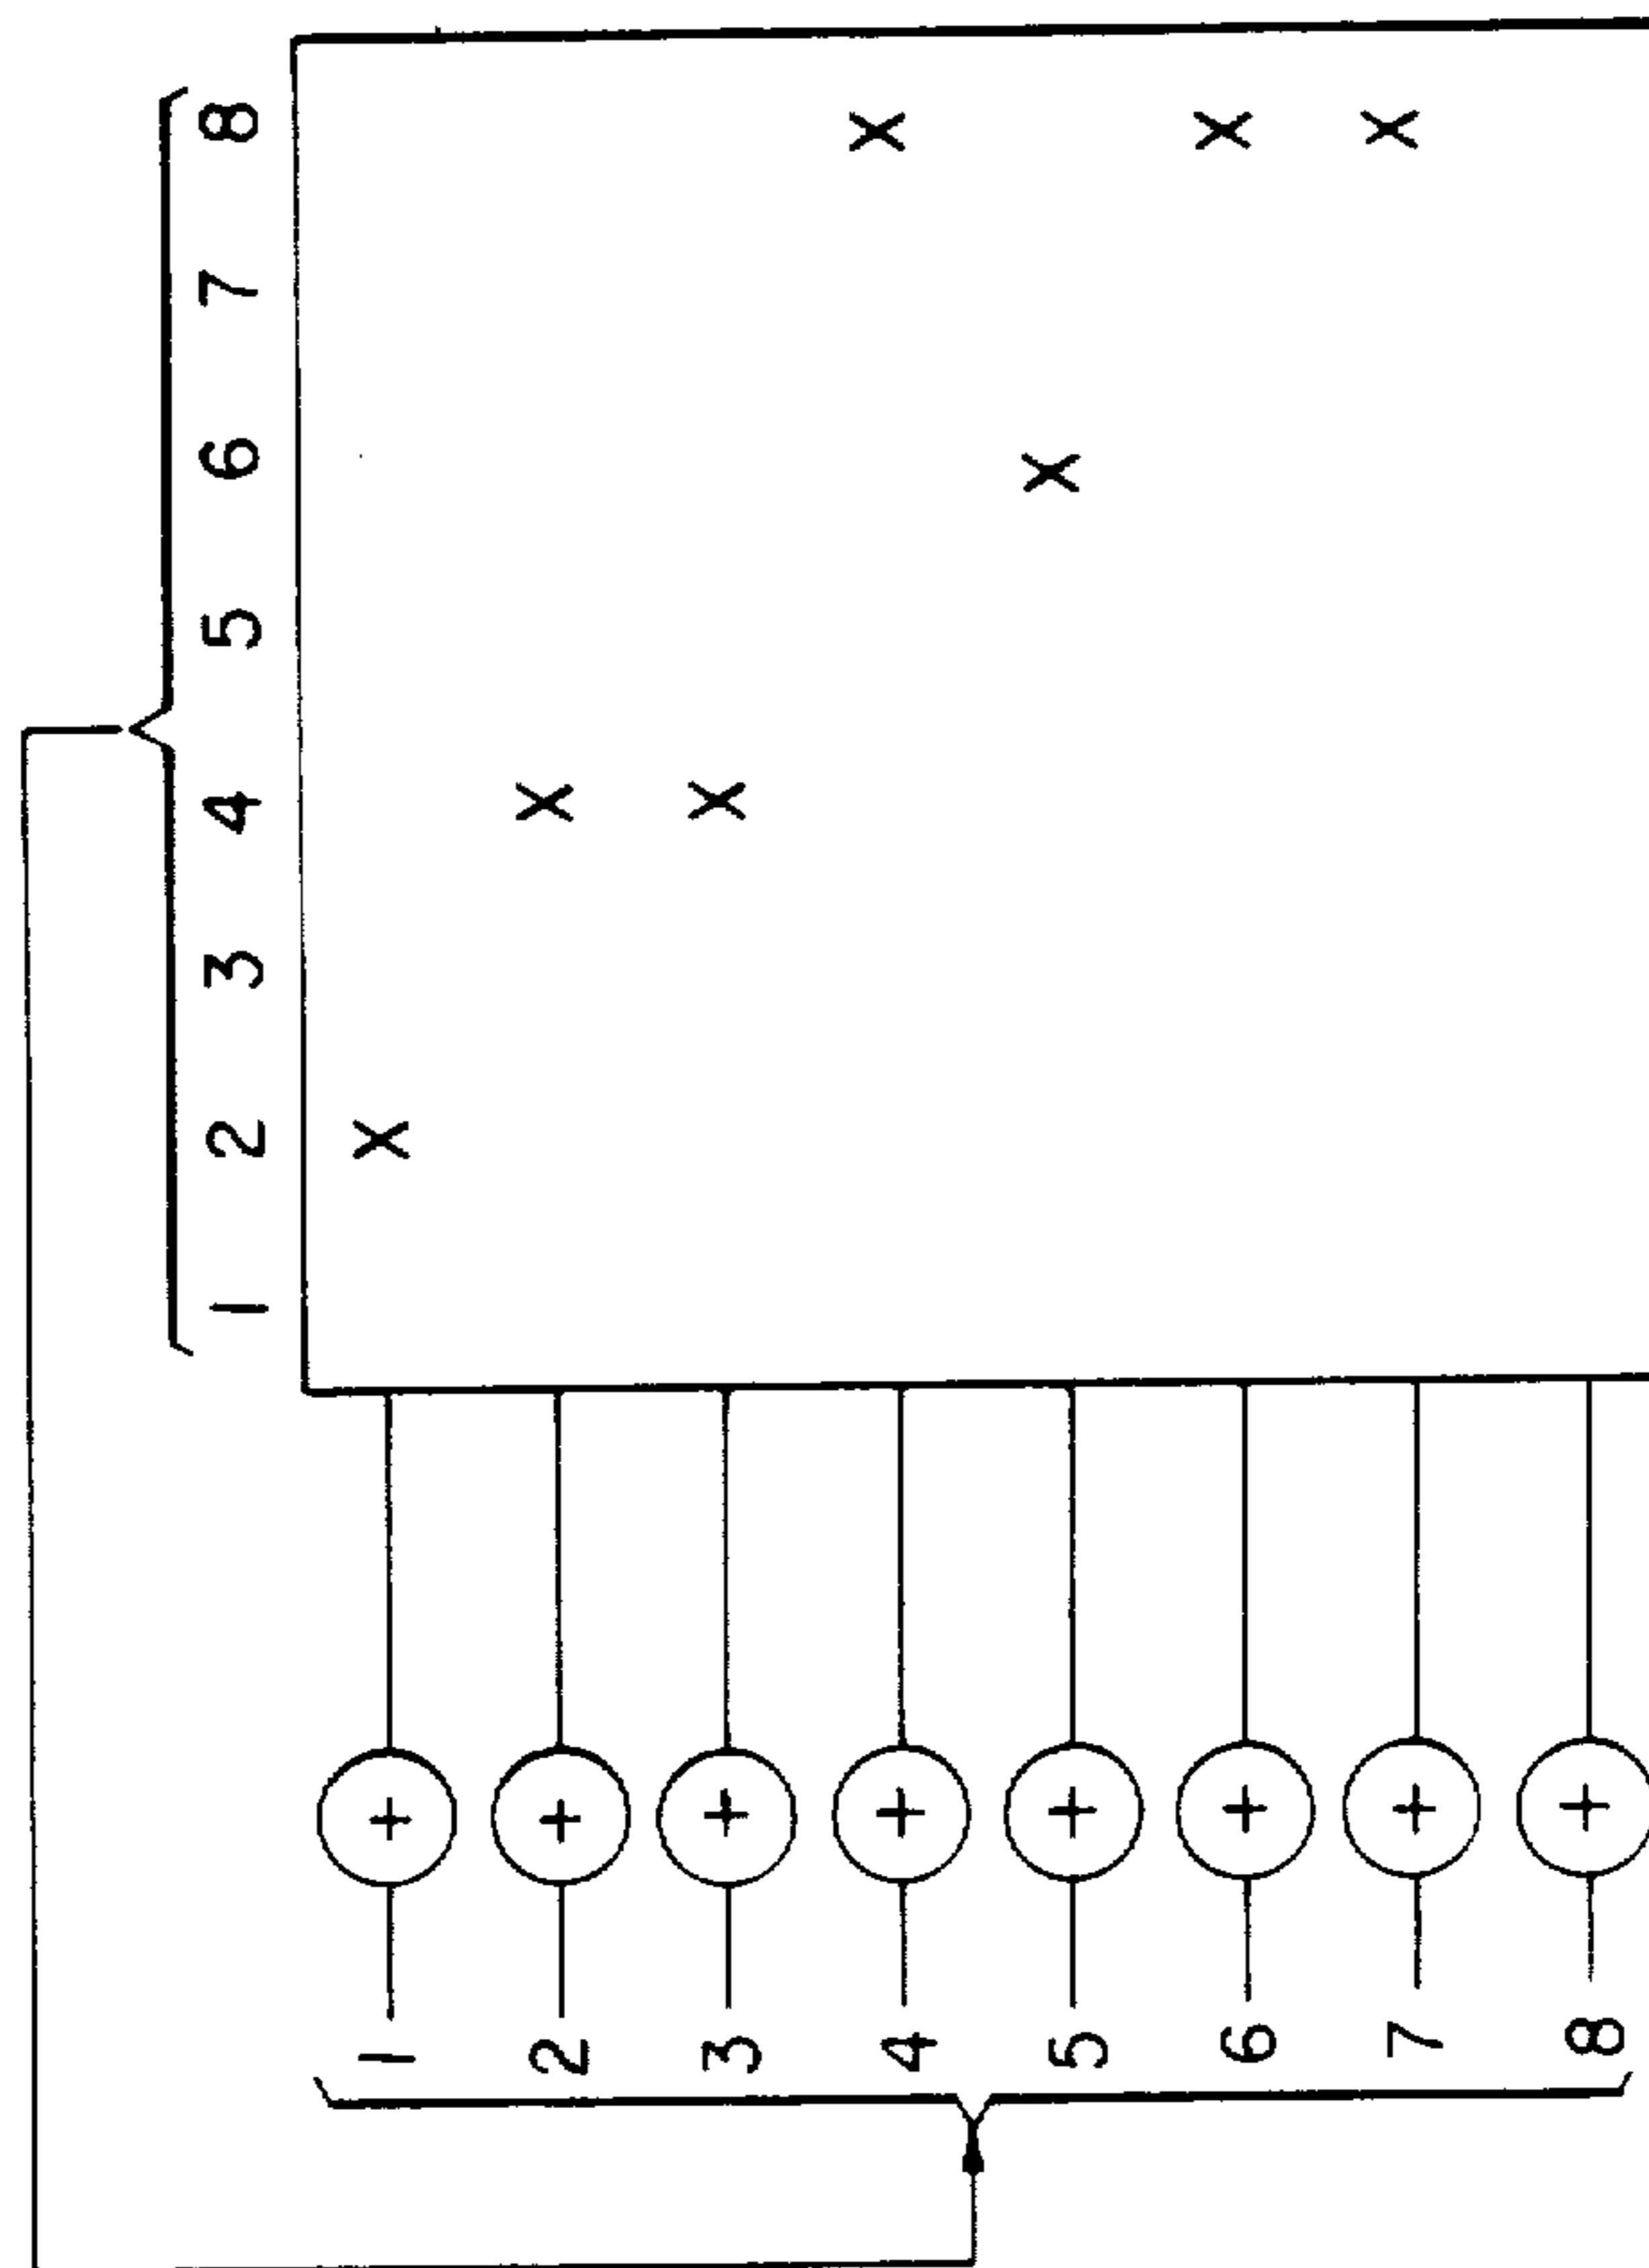 1 2 3 4 5 6 7 8
1 + X
2 + X
3 + X
4 + X
5 + X
6 + X
7 + X
8 +